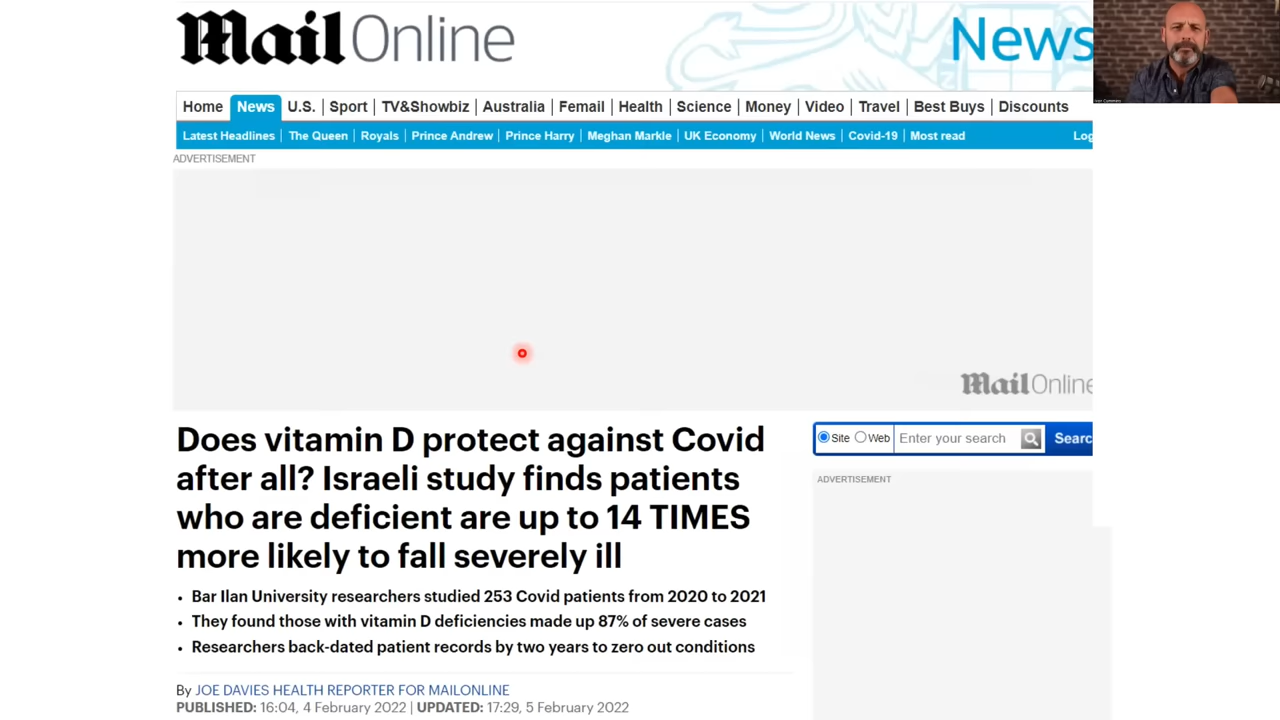 Mail Online
News
Home News U.S. Sport TV&Showbiz Australia Femail Health Science Money Video Travel Best Buys Discounts
Latest Headlines The Queen Royals Prince Andrew Prince Harry Meghan Markle UK Economy World News Covid-19 Most read Log
ADVERTISEMENT
MailOnline
Does vitamin D protect against Covid
after all? Israeli study finds patients
who are deficient are up to 14 TIMES
more likely to fall severely ill
Site Web Enter your search Searc
ADVERTISEMENT
• Bar Ilan University researchers studied 253 Covid patients from 2020 to 2021
• They found those with vitamin D deficiencies made up 87% of severe cases
• Researchers back-dated patient records by two years to zero out conditions
By JOE DAVIES HEALTH REPORTER FOR MAILONLINE
PUBLISHED: 16:04, 4 February 2022 | UPDATED: 17:29, 5 February 2022